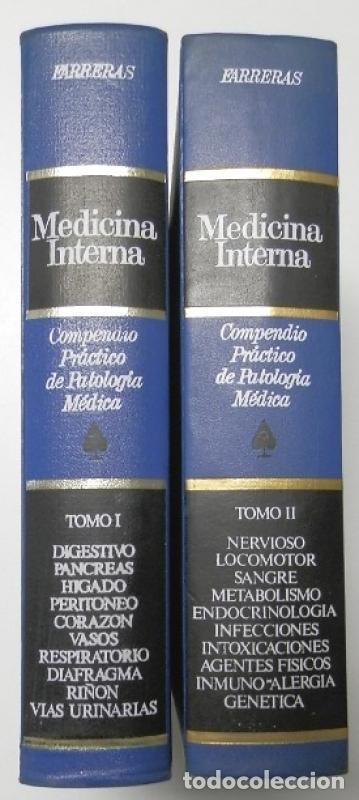 FARRERAS
Medicina
Interna
Compendio
Práctico
de Patología
Médica
TOMO I
DIGESTIVO
PANCREAS
HIGADO
PERITONEO
CORAZON
VASOS
RESPIRATORIO
DIAFRAGMA
RIÑON
VIAS URINARIAS
FARRERAS
Medicina
Interna
Compendio
Práctico
de Patología
Médica
TOMO II
NERVIOSO
LOCOMOTOR
SANGRE
METABOLISMO
ENDOCRINOLOGIA
INFECCIONES
INTOXICACIONES
AGENTES FISICOS
INMUNO-ALERGIA
GENETICA
todocoleccion.net